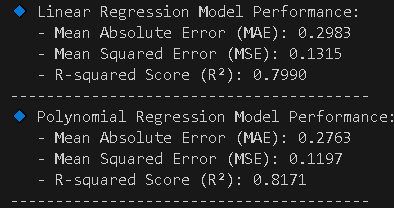 🔹 Linear Regression Model Performance:
- Mean Absolute Error (MAE): 0.2983
- Mean Squared Error (MSE): 0.1315
- R-squared Score (R²): 0.7990
----------------------------------------
🔹 Polynomial Regression Model Performance:
- Mean Absolute Error (MAE): 0.2763
- Mean Squared Error (MSE): 0.1197
- R-squared Score (R²): 0.8171
----------------------------------------